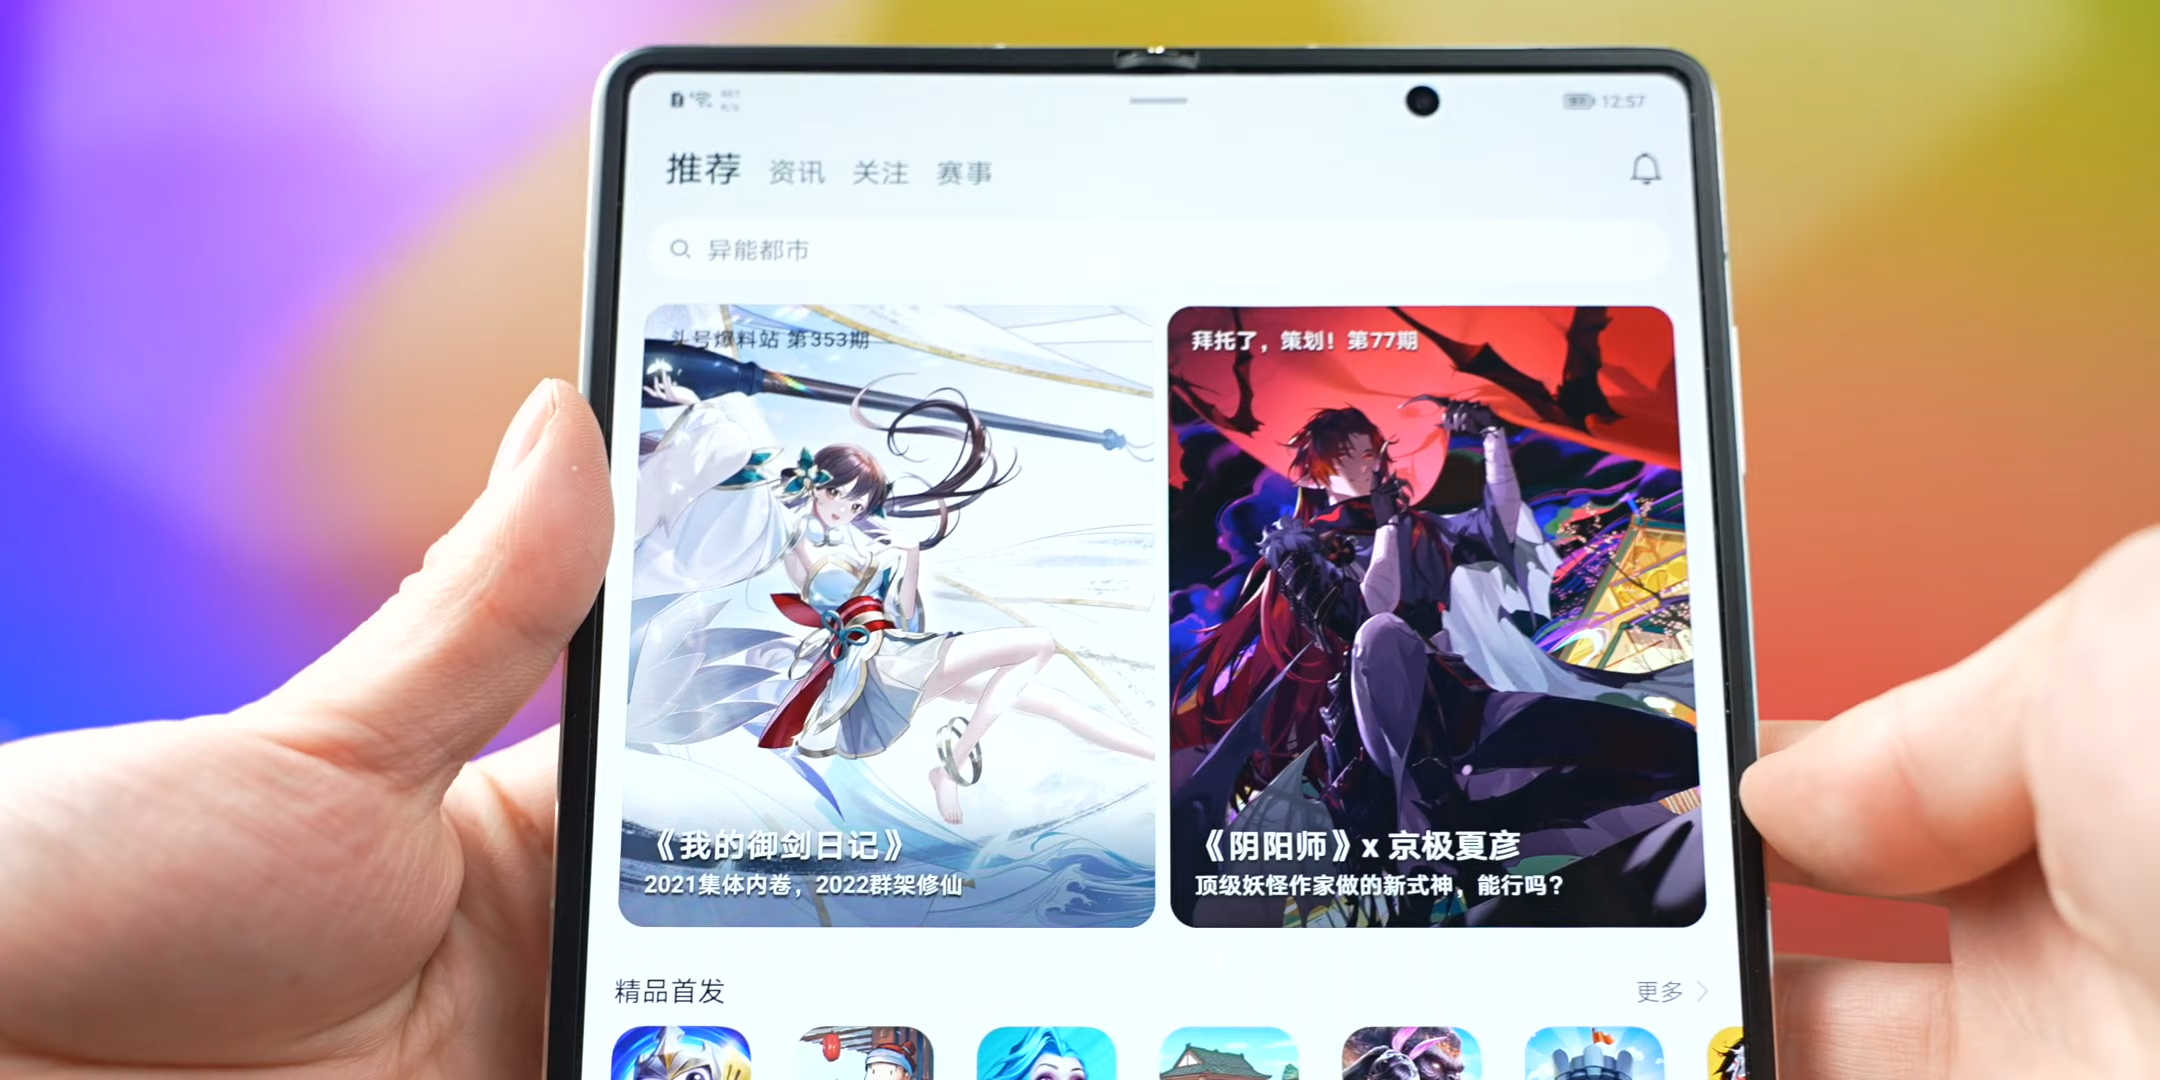 12:57
推荐 资讯 关注 赛事
异能都市
头号爆料站 第353期
《我的御剑日记》
2021集体内卷，2022群架修仙
拜托了，策划！第77期
《阴阳师》x 京极夏彦
顶级妖怪作家做的新式神，能行吗？
精品首发
更多